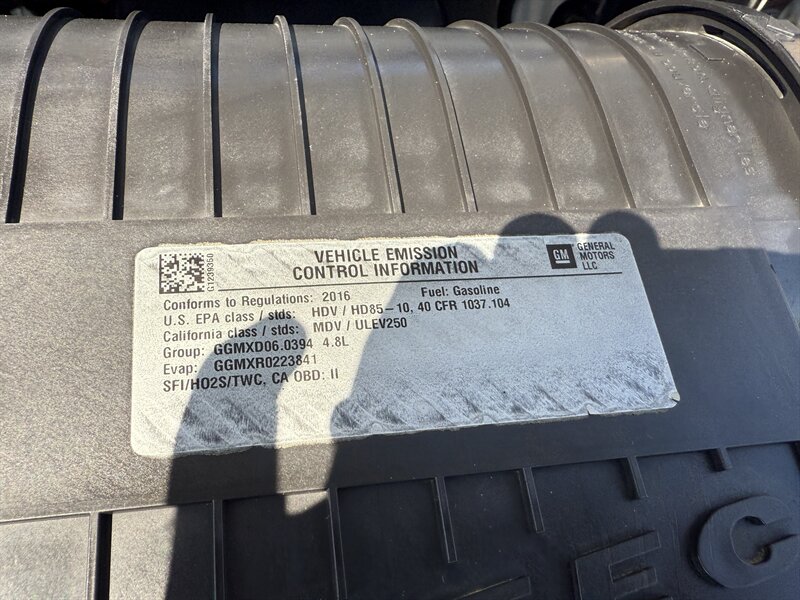 VEHICLE EMISSION
CONTROL INFORMATION
GM
GENERAL
MOTORS
LLC
Conforms to Regulations: 2016 Fuel: Gasoline
U.S. EPA class / stds: HDV / HD85-10, 40 CFR 1037.104
California class / stds: MDV / ULEV250
Group: GGMXD06.0394 4.8L
Evap: GGMXR0223841
SFI/HO2S/TWC, CA OBD: II